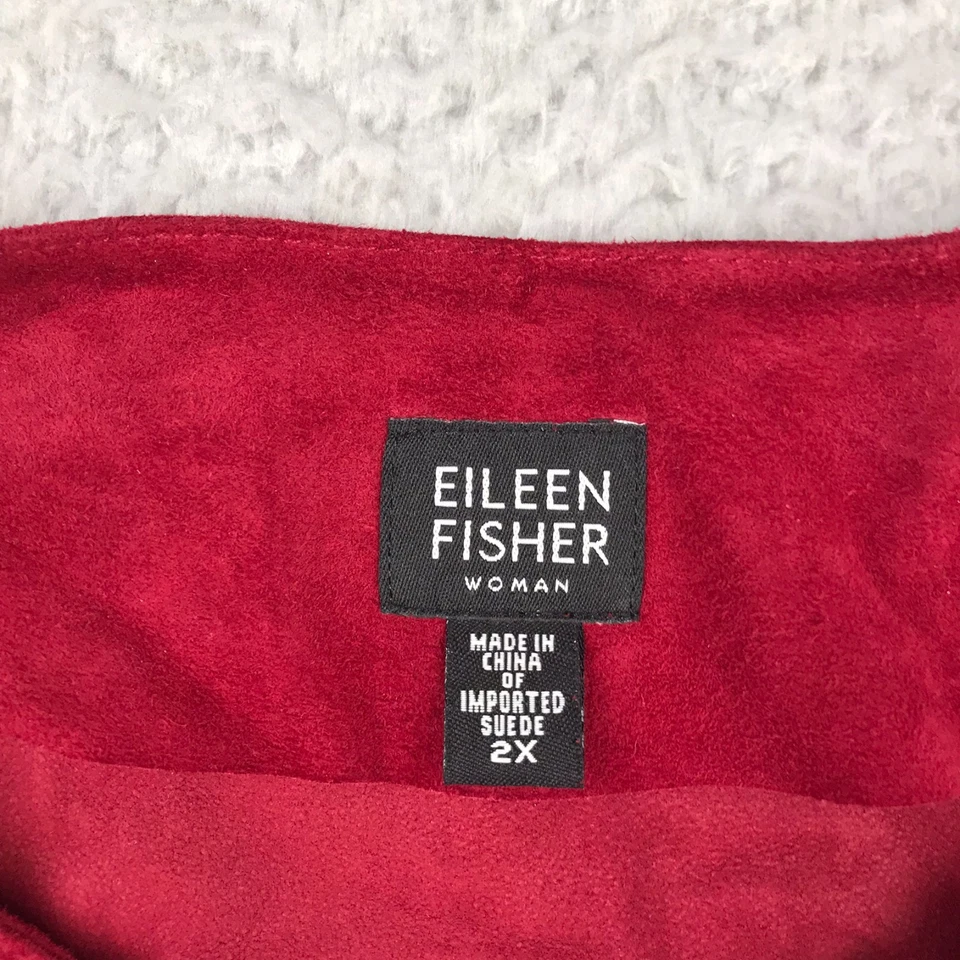 EILEEN
FISHER
WOMAN
MADE IN
CHINA
OF
IMPORTED
SUEDE
2X